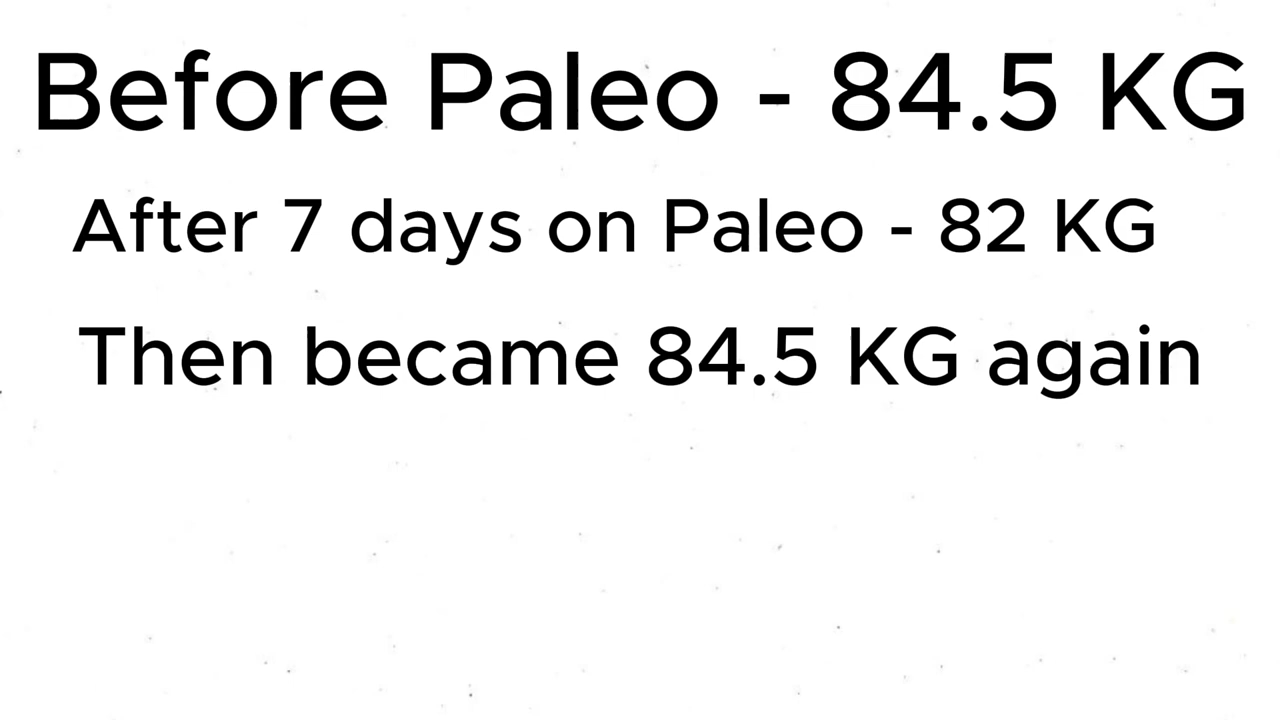 Before Paleo - 84.5 KG
After 7 days on Paleo - 82 KG
Then became 84.5 KG again